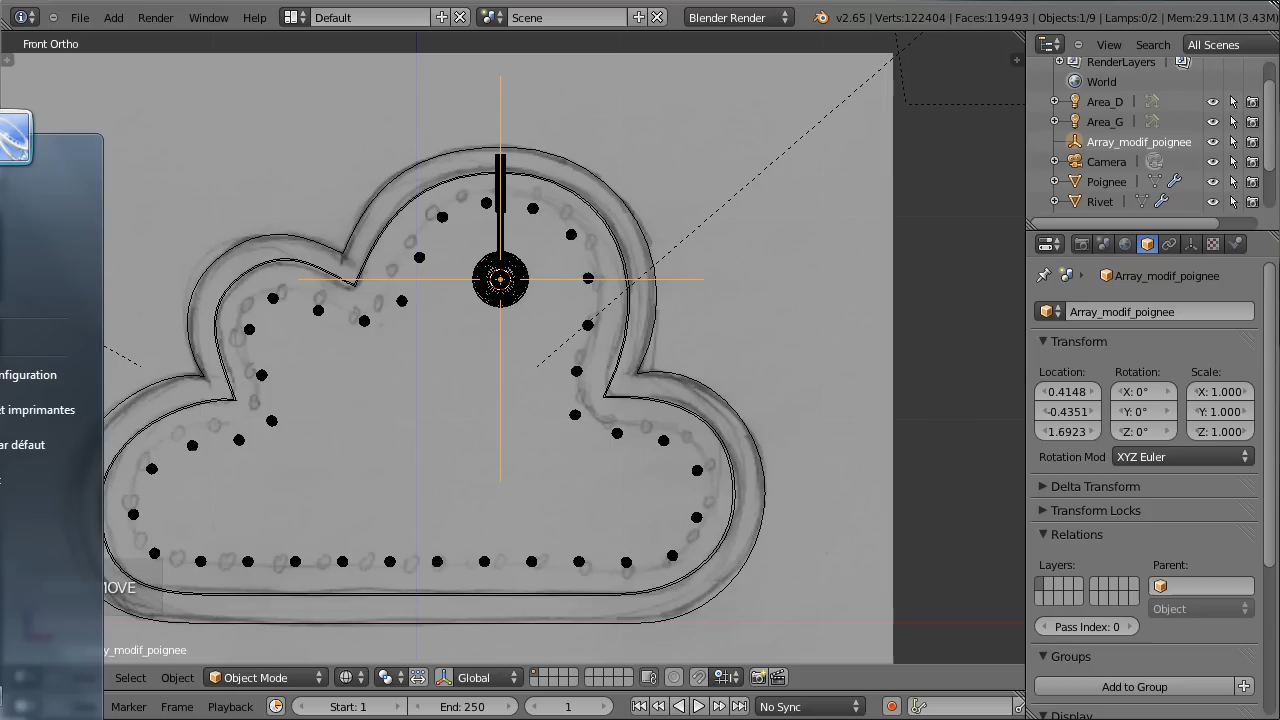 File Add Render Window Help Default Scene Blender Render v2.65 | Verts:122404 | Faces:119493 | Objects:1/9 | Lamps:0/2 | Mem:29.11M (3.43M)
Front Ortho
View Search All Scenes
RenderLayers
World
Area_D
Area_G
Array_modif_poignee
Camera
Poignee
Rivet
Array_modif_poignee
Array_modif_poignee
Transform
Location: Rotation: Scale:
0.4148 X: 0° X: 1.000
-0.4351 Y: 0° Y: 1.000
1.6923 Z: 0° Z: 1.000
Rotation Mod XYZ Euler
Delta Transform
Transform Locks
Relations
Layers: Parent:
Object
Pass Index: 0
Groups
Add to Group
Display
nfiguration
et imprimantes
ar défaut
MOVE
y_modif_poignee
Select Object Object Mode Global
Marker Frame Playback Start: 1 End: 250 1 No Sync